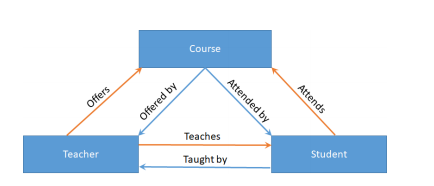 Course
Offers
Offered by
Attended by
Attends
Teaches
Teacher
Student
Taught by